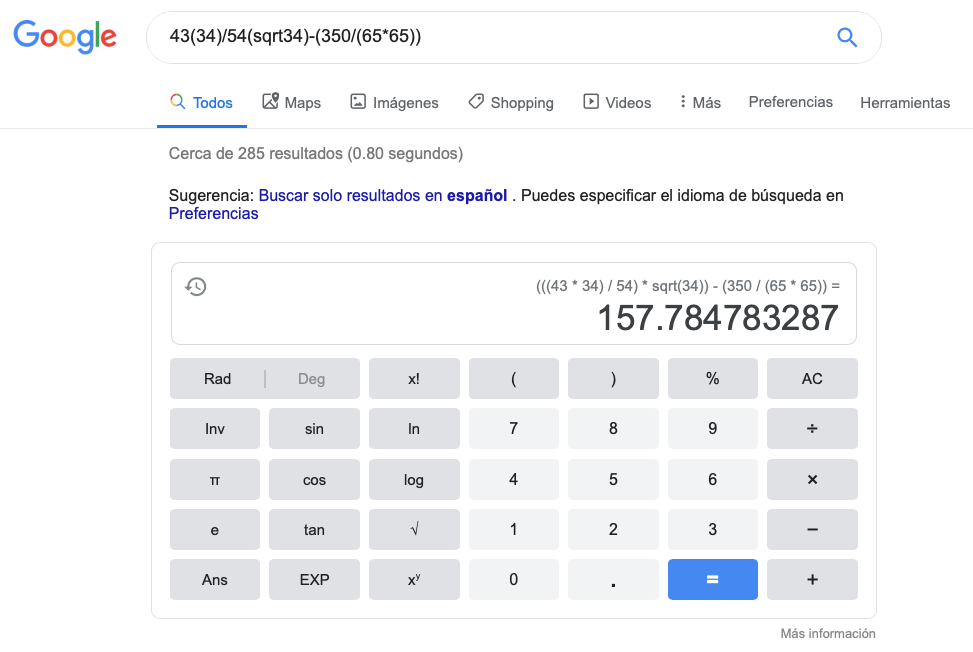 Google
43(34)/54(sqrt34)-(350/(65*65))
Todos Maps Imágenes Shopping Videos Más Preferencias Herramientas
Cerca de 285 resultados (0.80 segundos)
Sugerencia: Buscar solo resultados en español . Puedes especificar el idioma de búsqueda en
Preferencias
(((43 * 34) / 54) * sqrt(34)) - (350 / (65 * 65)) =
157.784783287
Rad | Deg x! ( ) % AC
Inv sin ln 7 8 9 ÷
π cos log 4 5 6 ×
e tan √ 1 2 3 −
Ans EXP xʸ 0 . = +
Más información